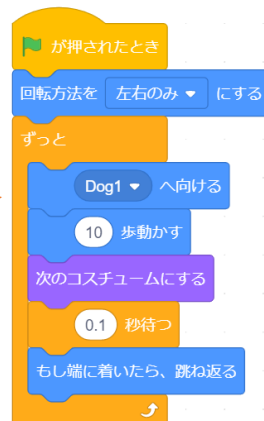 が押されたとき
回転方法を 左右のみ にする
ずっと
Dog1 へ向ける
10 歩動かす
次のコスチュームにする
0.1 秒待つ
もし端に着いたら、跳ね返る